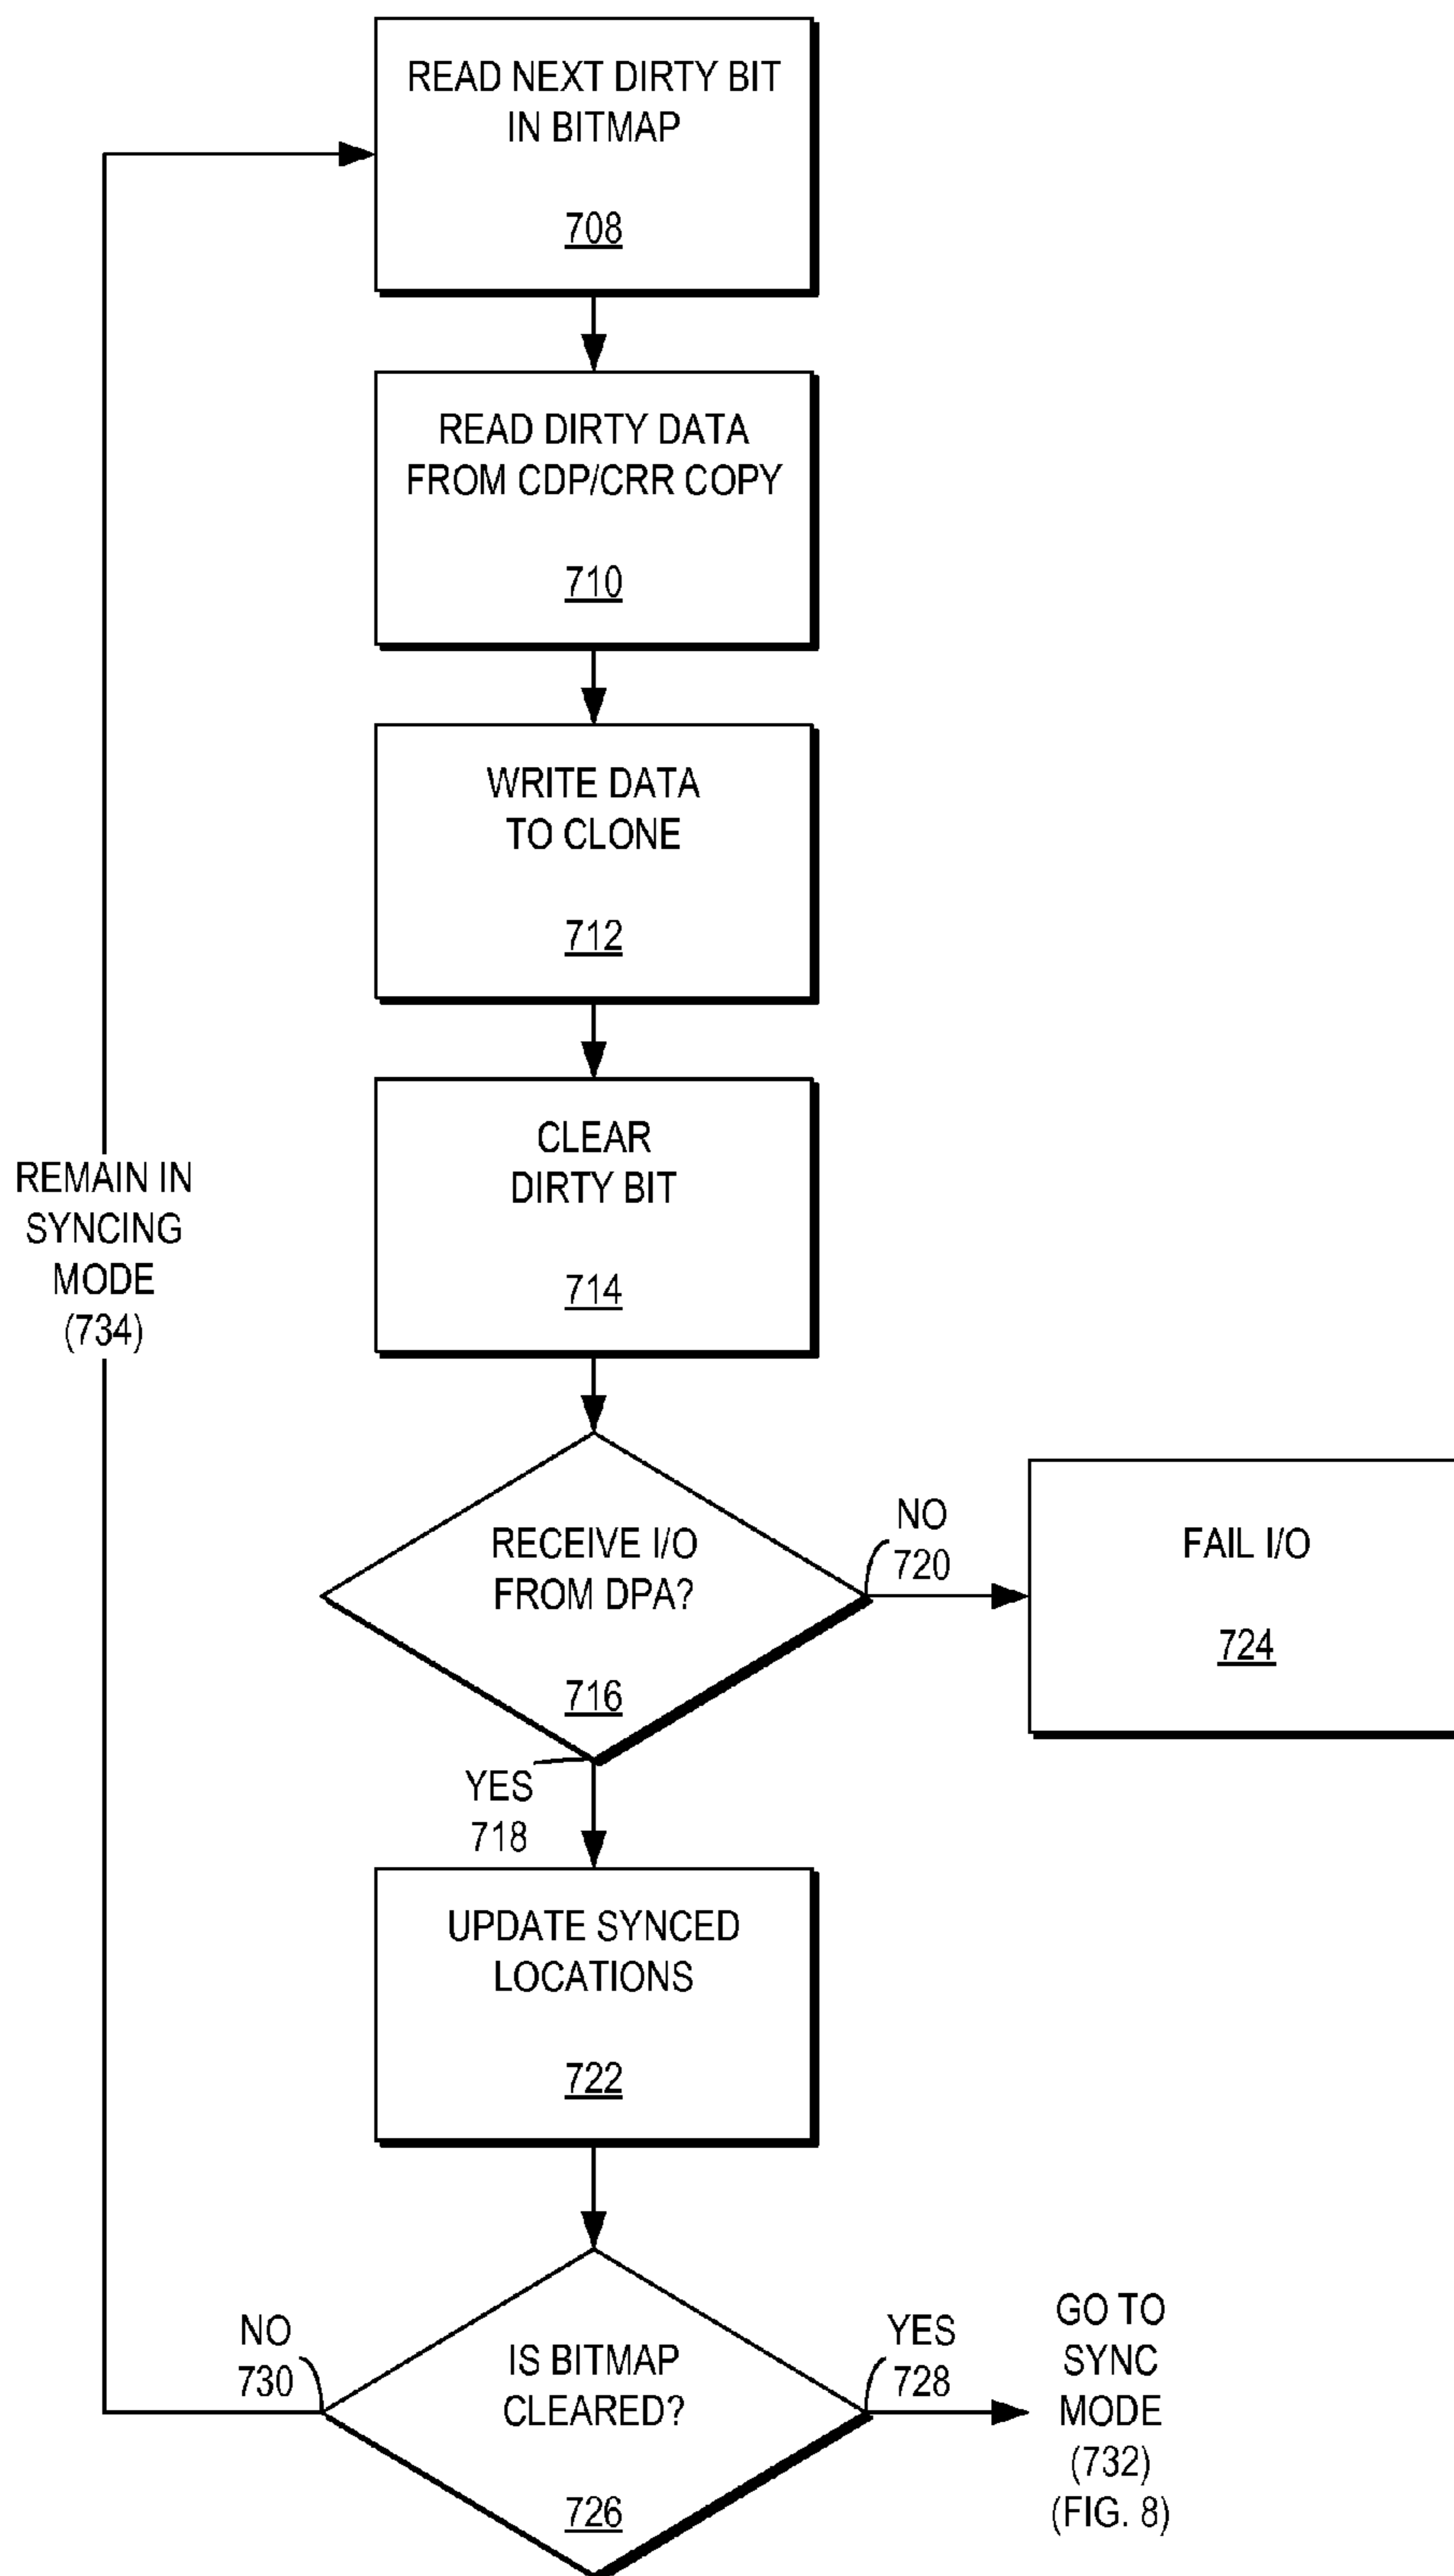 READ NEXT DIRTY BIT
IN BITMAP
708
READ DIRTY DATA
FROM CDP/CRR COPY
710
WRITE DATA
TO CLONE
712
CLEAR
DIRTY BIT
714
REMAIN IN
SYNCING
MODE
(734)
RECEIVE I/O
FROM DPA?
716
NO
720
FAIL I/O
724
YES
718
UPDATE SYNCED
LOCATIONS
722
IS BITMAP
CLEARED?
726
NO
730
YES
728
GO TO
SYNC
MODE
(732)
(FIG. 8)